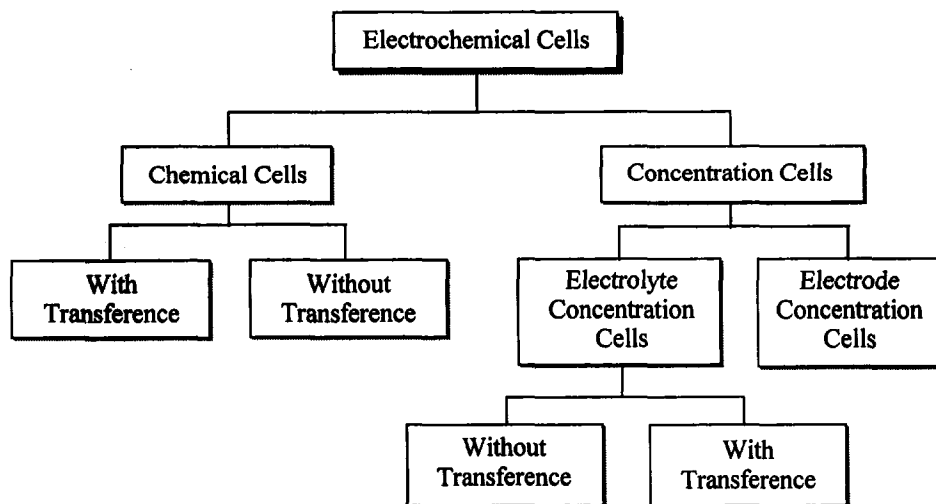 Electrochemical Cells
Chemical Cells
Concentration Cells
With
Transference
Without
Transference
Electrolyte
Concentration
Cells
Electrode
Concentration
Cells
Without
Transference
With
Transference